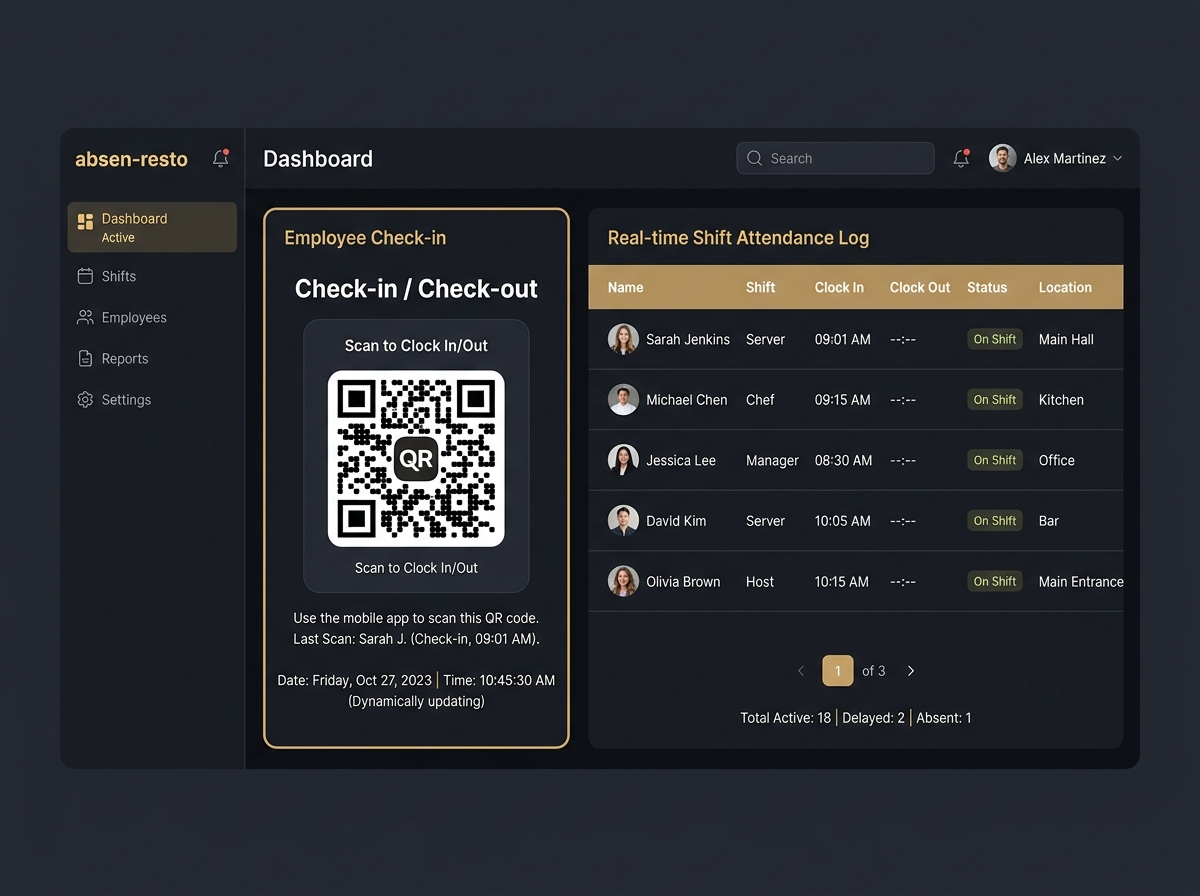 absen-resto
Dashboard
Active
Shifts
Employees
Reports
Settings
Dashboard
Search
Alex Martinez
Employee Check-in
Check-in / Check-out
Scan to Clock In/Out
QR
Scan to Clock In/Out
Use the mobile app to scan this QR code.
Last Scan: Sarah J. (Check-in, 09:01 AM).
Date: Friday, Oct 27, 2023 | Time: 10:45:30 AM
(Dynamically updating)
Real-time Shift Attendance Log
Name Shift Clock In Clock Out Status Location
Sarah Jenkins Server 09:01 AM --:-- On Shift Main Hall
Michael Chen Chef 09:15 AM --:-- On Shift Kitchen
Jessica Lee Manager 08:30 AM --:-- On Shift Office
David Kim Server 10:05 AM --:-- On Shift Bar
Olivia Brown Host 10:15 AM --:-- On Shift Main Entrance
1 of 3
Total Active: 18 | Delayed: 2 | Absent: 1